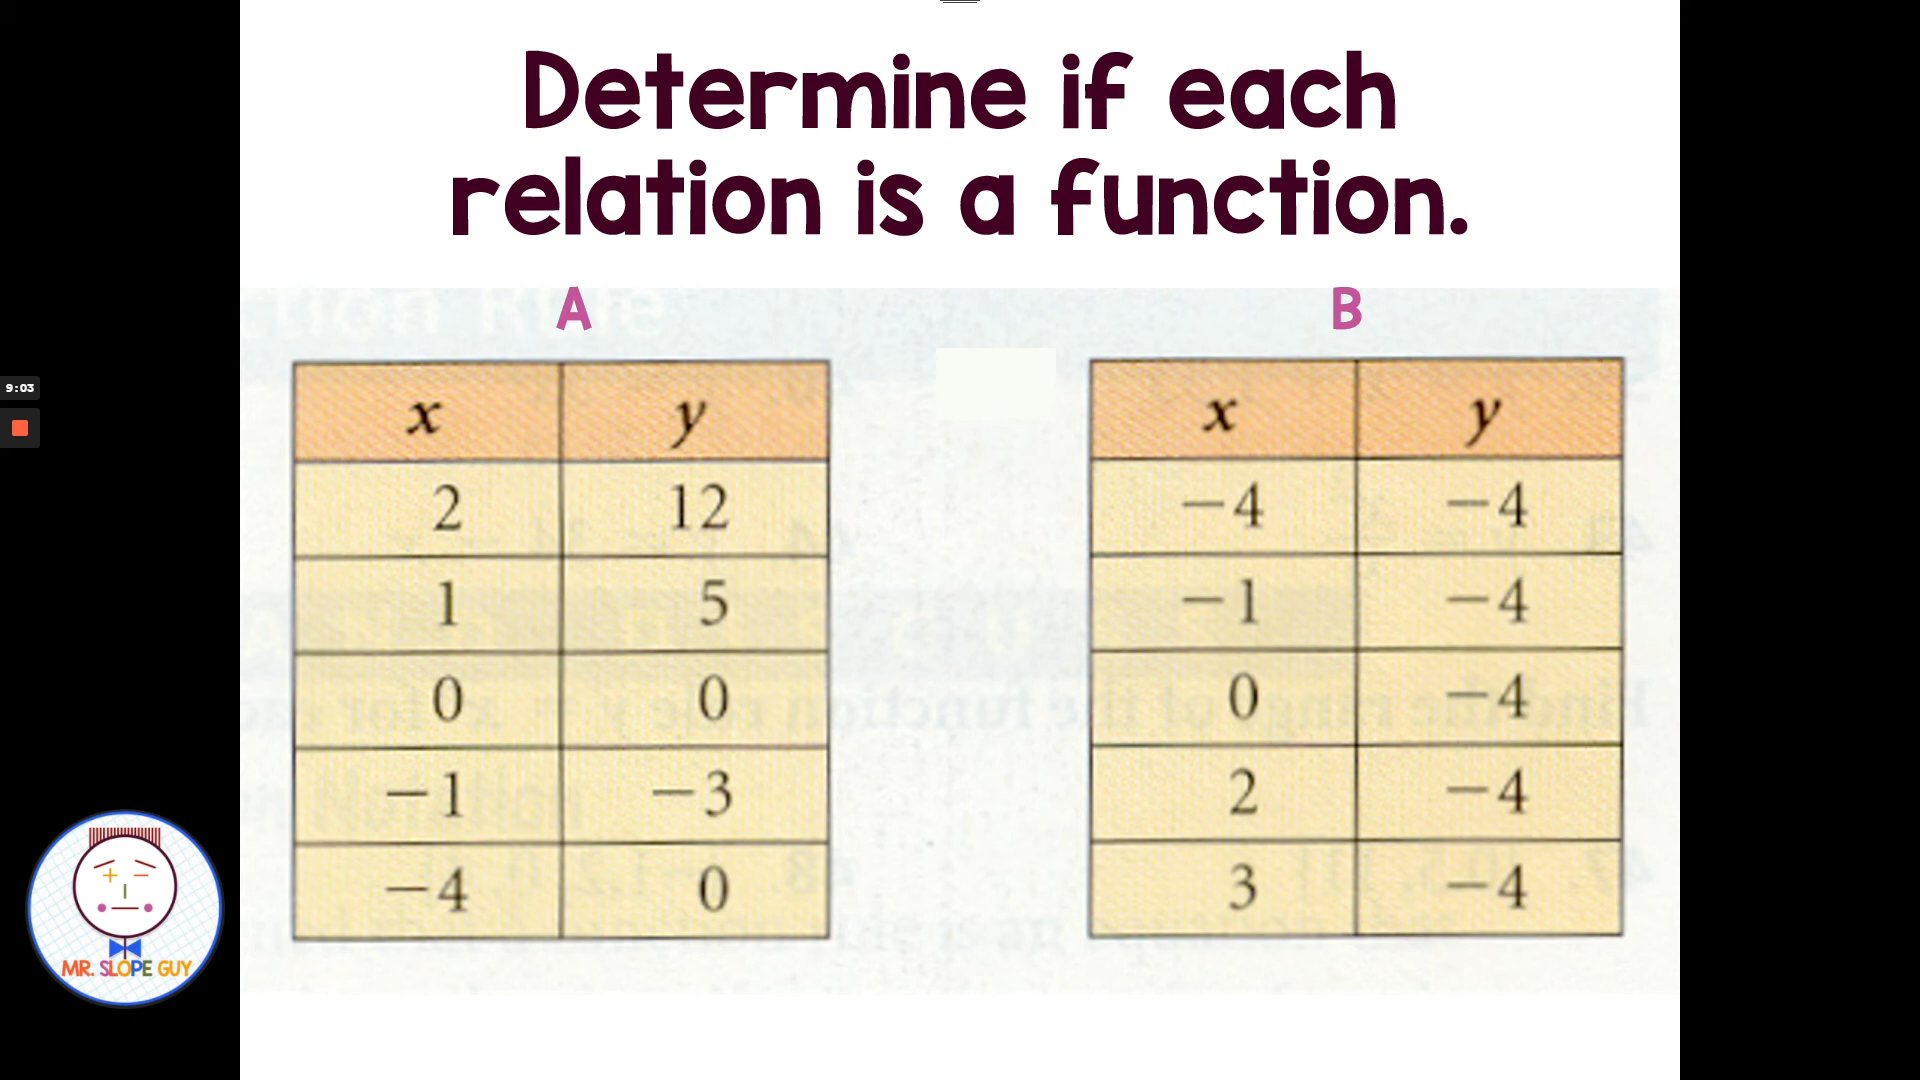 Determine if each
relation is a function.
A
B
x y
2 12
1 5
0 0
−1 −3
−4 0
x y
−4 −4
−1 −4
0 −4
2 −4
3 −4
9:03
MR. SLOPE GUY